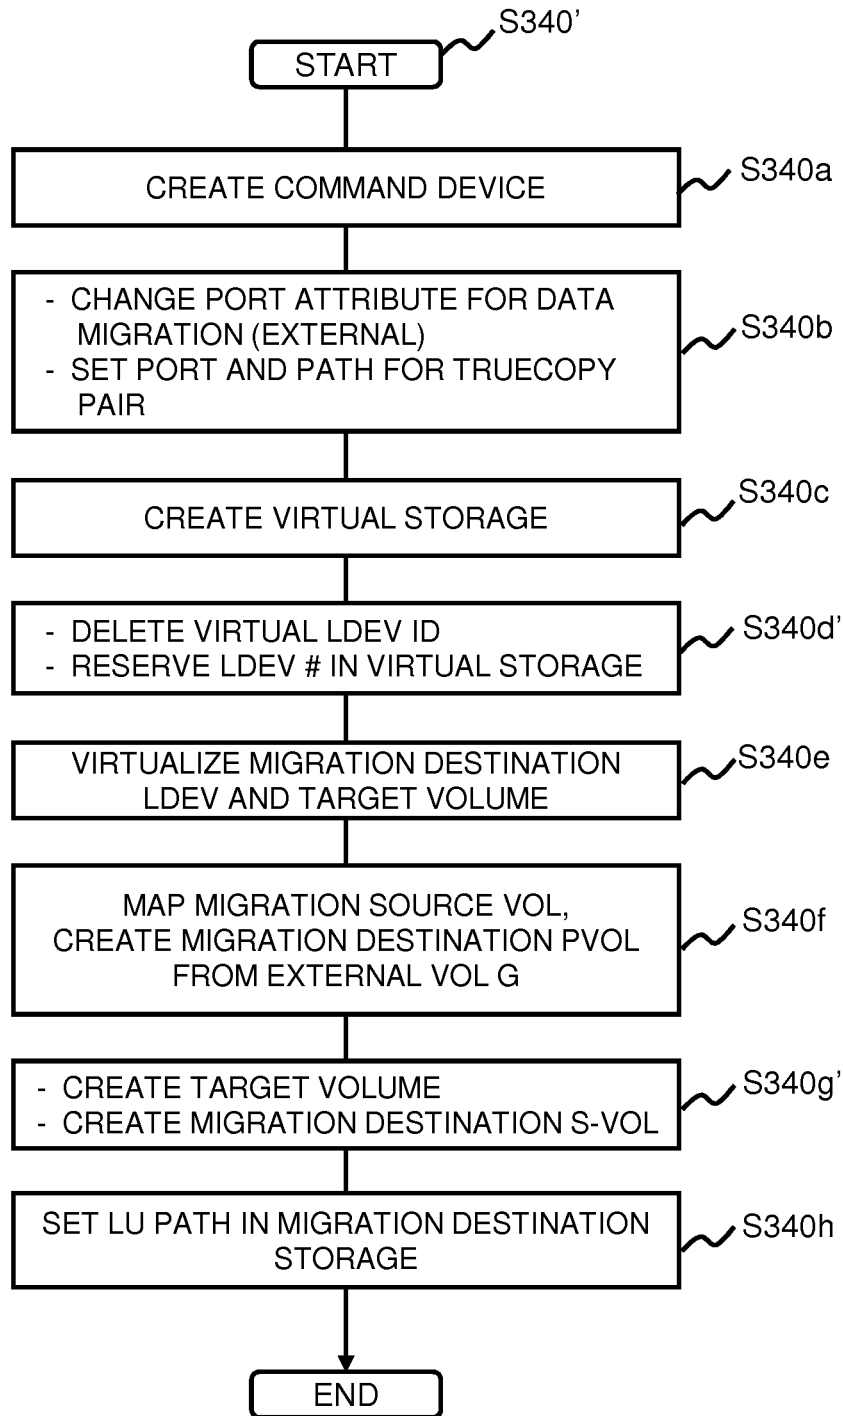 S340’
START
S340a
CREATE COMMAND DEVICE
S340b
- CHANGE PORT ATTRIBUTE FOR DATA
MIGRATION (EXTERNAL)
- SET PORT AND PATH FOR TRUECOPY
PAIR
S340c
CREATE VIRTUAL STORAGE
S340d’
- DELETE VIRTUAL LDEV ID
- RESERVE LDEV # IN VIRTUAL STORAGE
S340e
VIRTUALIZE MIGRATION DESTINATION
LDEV AND TARGET VOLUME
S340f
MAP MIGRATION SOURCE VOL,
CREATE MIGRATION DESTINATION PVOL
FROM EXTERNAL VOL G
S340g’
- CREATE TARGET VOLUME
- CREATE MIGRATION DESTINATION S-VOL
S340h
SET LU PATH IN MIGRATION DESTINATION
STORAGE
END